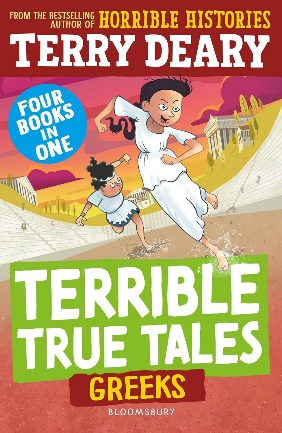 FROM THE BESTSELLING
AUTHOR OF
HORRIBLE HISTORIES
TERRY DEARY
FOUR
BOOKS IN
ONE
TERRIBLE
TRUE TALES
GREEKS
BLOOMSBURY